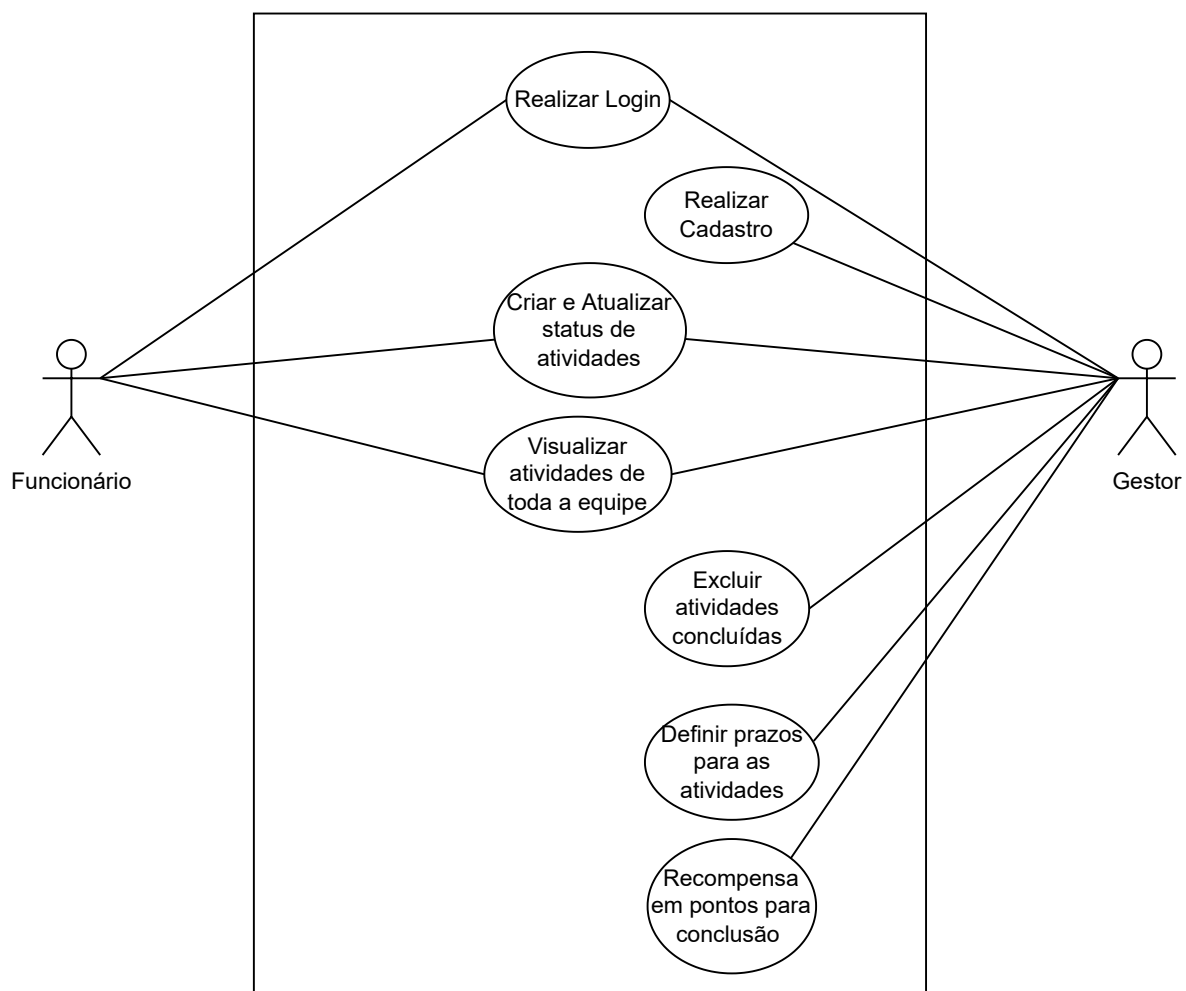 Realizar Login
Realizar
Cadastro
Criar e Atualizar
status de
atividades
Funcionário
Gestor
Visualizar
atividades de
toda a equipe
Excluir
atividades
concluídas
Definir prazos
para as
atividades
Recompensa
em pontos para
conclusão